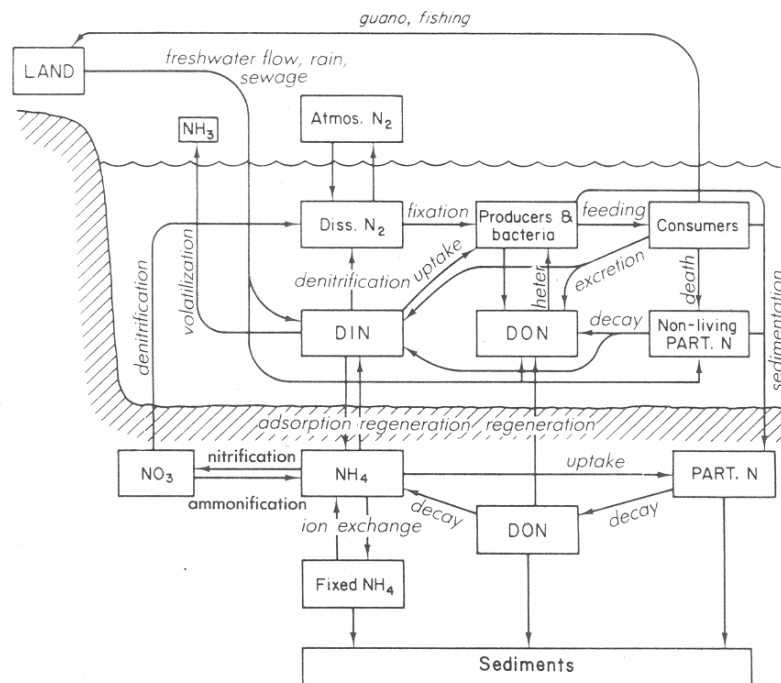 guano, fishing
LAND
freshwater flow, rain,
sewage
NH₃
Atmos. N₂
Diss. N₂
fixation
Producers &
bacteria
feeding
Consumers
denitrification
volatilization
denitrification
uptake
heter
excretion
death
sedimentation
DIN
DON
decay
Non-living
PART. N
adsorption regeneration regeneration
NO₃
nitrification
ammonification
NH₄
uptake
PART. N
ion exchange
decay
DON
decay
Fixed NH₄
Sediments